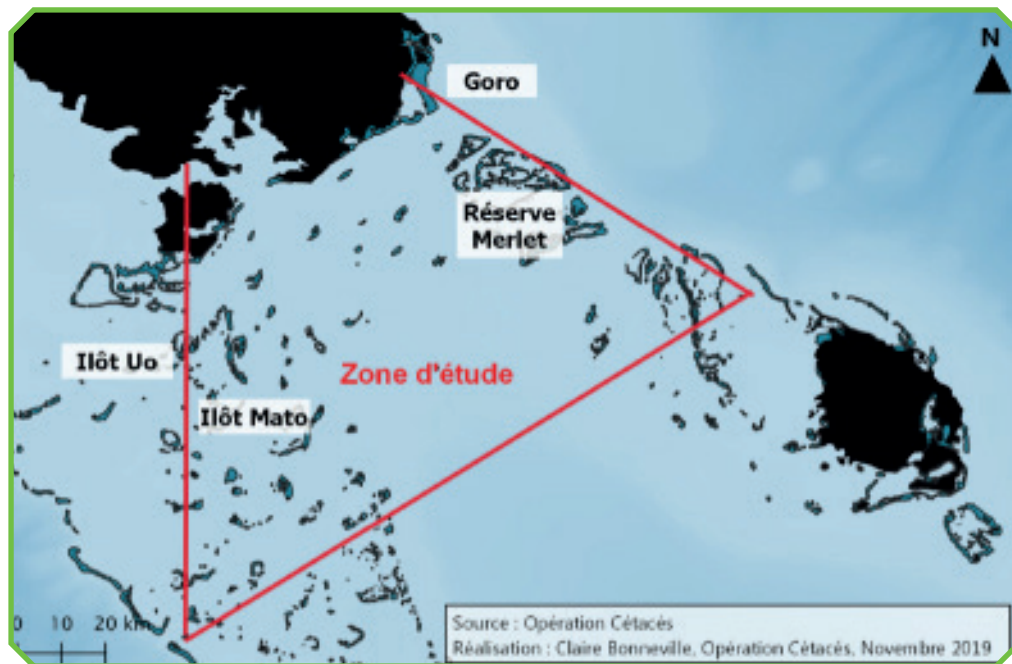 N
Goro
Réserve
Merlet
Ilôt Uo
Zone d'étude
Ilôt Mato
0 10 20 km
Source : Opération Cétacés
Réalisation : Claire Bonneville, Opération Cétacés, Novembre 2019